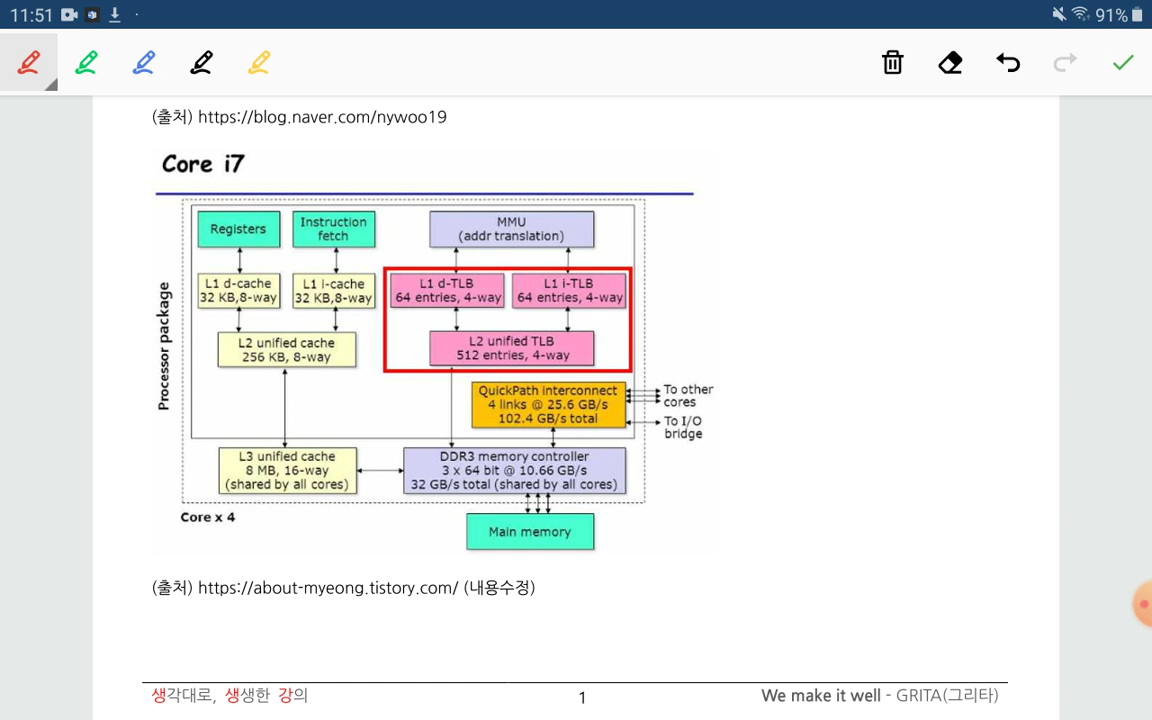 11:51
91%
(출처) https://blog.naver.com/nywoo19
Core i7
Processor package
Registers
Instruction
fetch
MMU
(addr translation)
L1 d-cache
32 KB,8-way
L1 i-cache
32 KB,8-way
L1 d-TLB
64 entries, 4-way
L1 i-TLB
64 entries, 4-way
L2 unified cache
256 KB, 8-way
L2 unified TLB
512 entries, 4-way
QuickPath interconnect
4 links @ 25.6 GB/s
102.4 GB/s total
To other
cores
To I/O
bridge
L3 unified cache
8 MB, 16-way
(shared by all cores)
DDR3 memory controller
3 x 64 bit @ 10.66 GB/s
32 GB/s total (shared by all cores)
Core x 4
Main memory
(출처) https://about-myeong.tistory.com/ (내용수정)
생각대로, 생생한 강의
1
We make it well - GRITA(그리타)